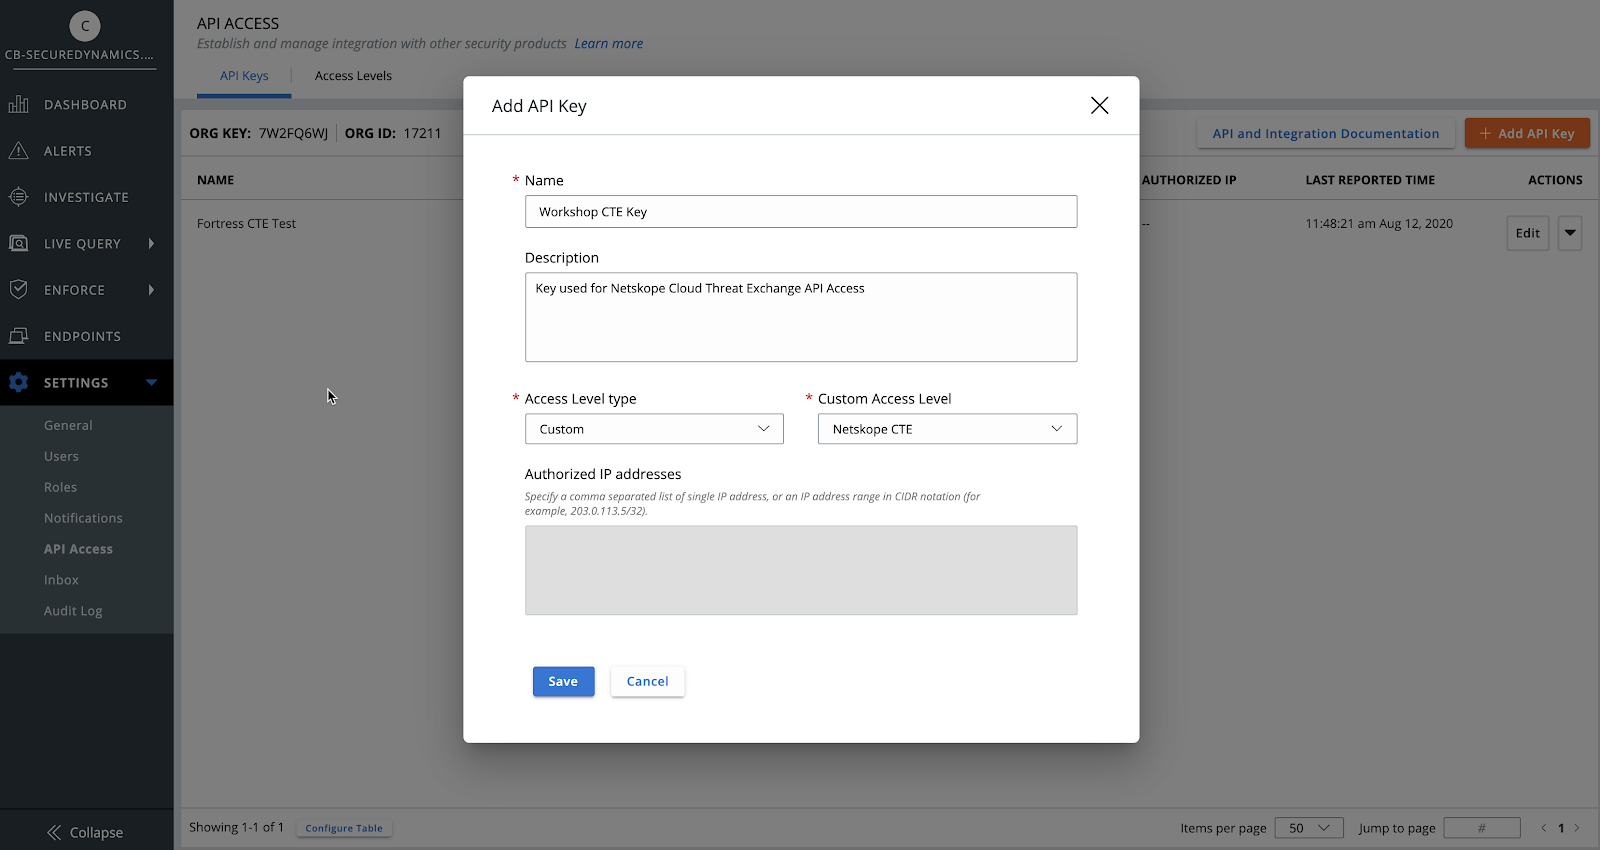 C
CB-SECUREDYNAMICS....
DASHBOARD
ALERTS
INVESTIGATE
LIVE QUERY
ENFORCE
ENDPOINTS
SETTINGS
General
Users
Roles
Notifications
API Access
Inbox
Audit Log
Collapse
API ACCESS
Establish and manage integration with other security products Learn more
API Keys
Access Levels
ORG KEY: 7W2FQ6WJ ORG ID: 17211
API and Integration Documentation
+ Add API Key
NAME
AUTHORIZED IP
LAST REPORTED TIME
ACTIONS
Fortress CTE Test
--
11:48:21 am Aug 12, 2020
Edit
Add API Key
* Name
Workshop CTE Key
Description
Key used for Netskope Cloud Threat Exchange API Access
* Access Level type
Custom
* Custom Access Level
Netskope CTE
Authorized IP addresses
Specify a comma separated list of single IP address, or an IP address range in CIDR notation (for
example, 203.0.113.5/32).
Save
Cancel
Showing 1-1 of 1
Configure Table
Items per page
50
Jump to page
#
< 1 >